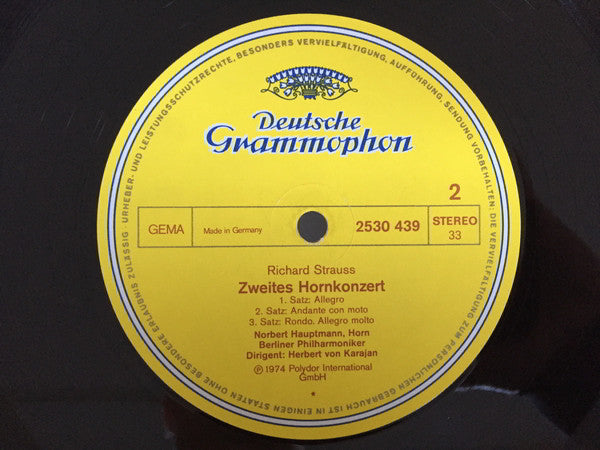 URHEBER- UND LEISTUNGSSCHUTZRECHTE, BESONDERS VERVIELFÄLTIGUNG, AUFFÜHRUNG, SENDUNG VORBEHALTEN: DIE VERVIELFÄLTIGUNG ZUM PERSÖNLICHEN GEBRAUCH IST IN EINIGEN STAATEN OHNE BESONDERE ERLAUBNIS ZULÄSSIG
Deutsche
Grammophon
2
GEMA
Made in Germany
2530 439
STEREO
33
Richard Strauss
Zweites Hornkonzert
1. Satz: Allegro
2. Satz: Andante con moto
3. Satz: Rondo. Allegro molto
Norbert Hauptmann, Horn
Berliner Philharmoniker
Dirigent: Herbert von Karajan
℗ 1974 Polydor International
GmbH
*